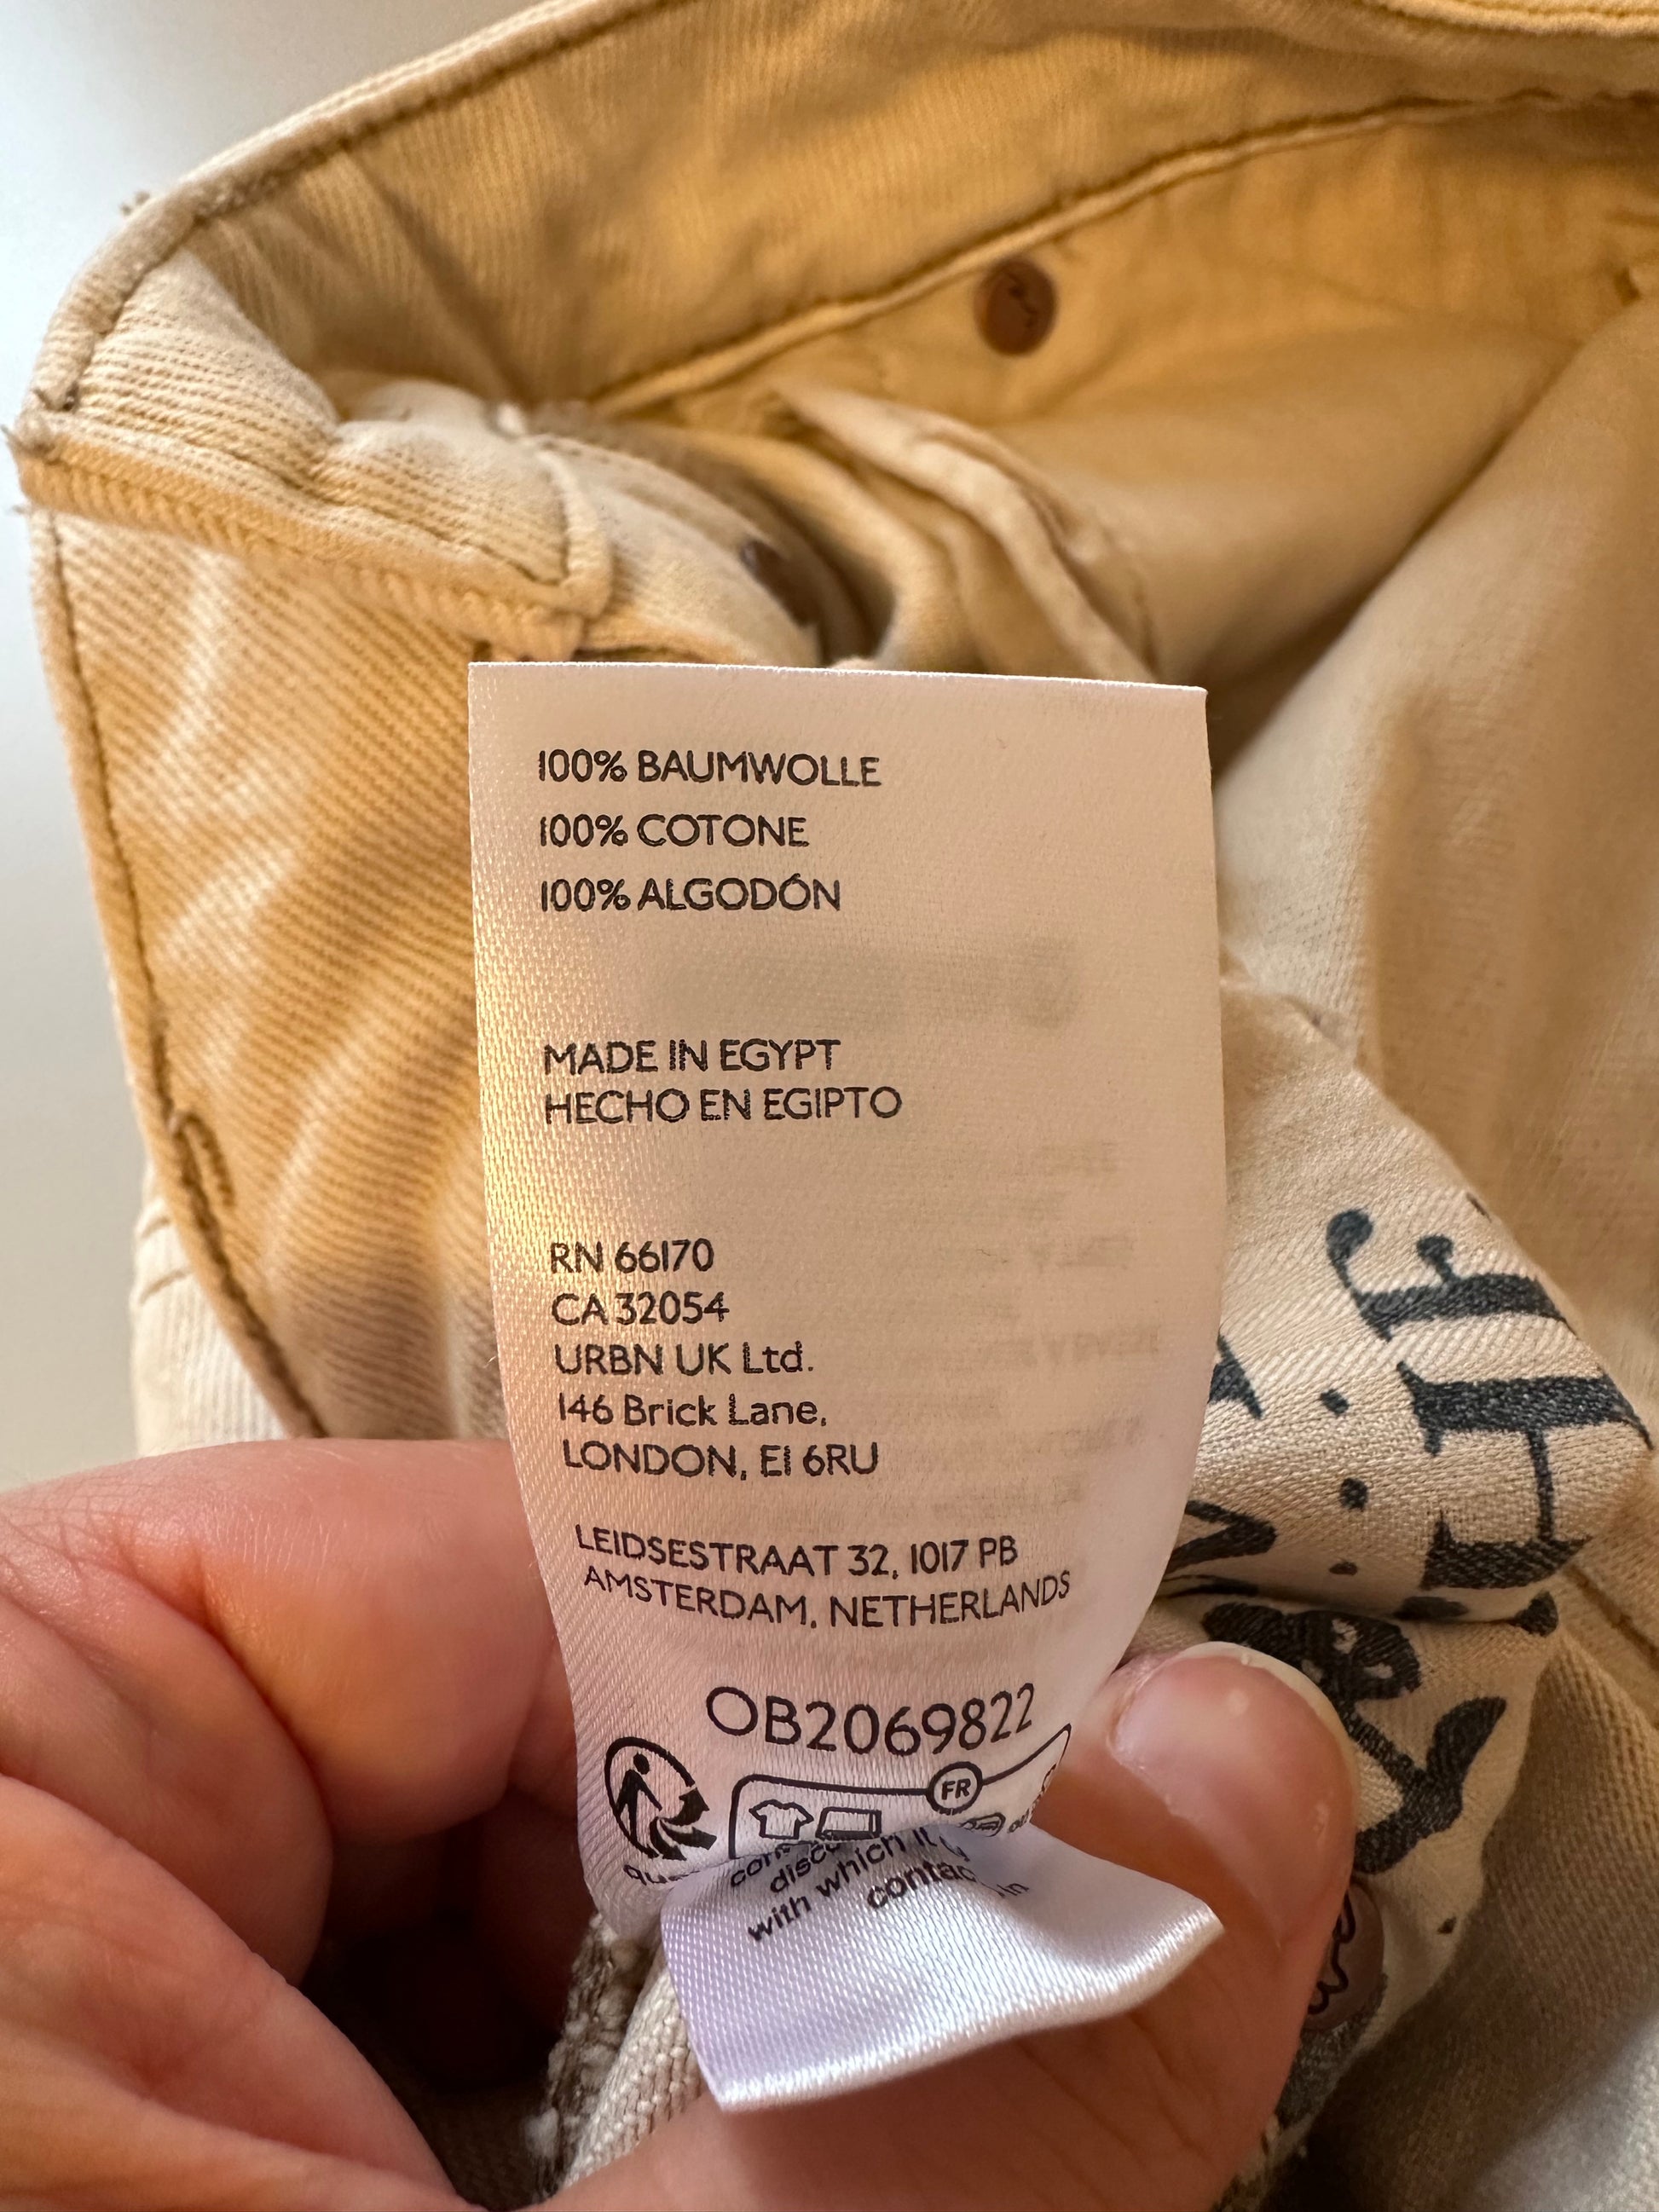 100% BAUMWOLLE
100% COTONE
100% ALGODÓN
MADE IN EGYPT
HECHO EN EGIPTO
RN 66170
CA 32054
URBN UK Ltd.
146 Brick Lane,
LONDON, E1 6RU
LEIDSESTRAAT 32, 1017 PB
AMSTERDAM, NETHERLANDS
OB2069822
FR
with which it